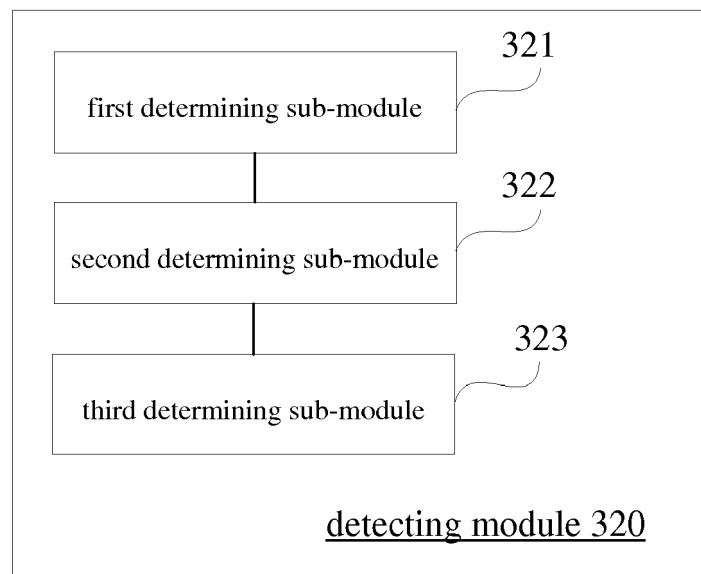 321
first determining sub-module
322
second determining sub-module
323
third determining sub-module
detecting module 320